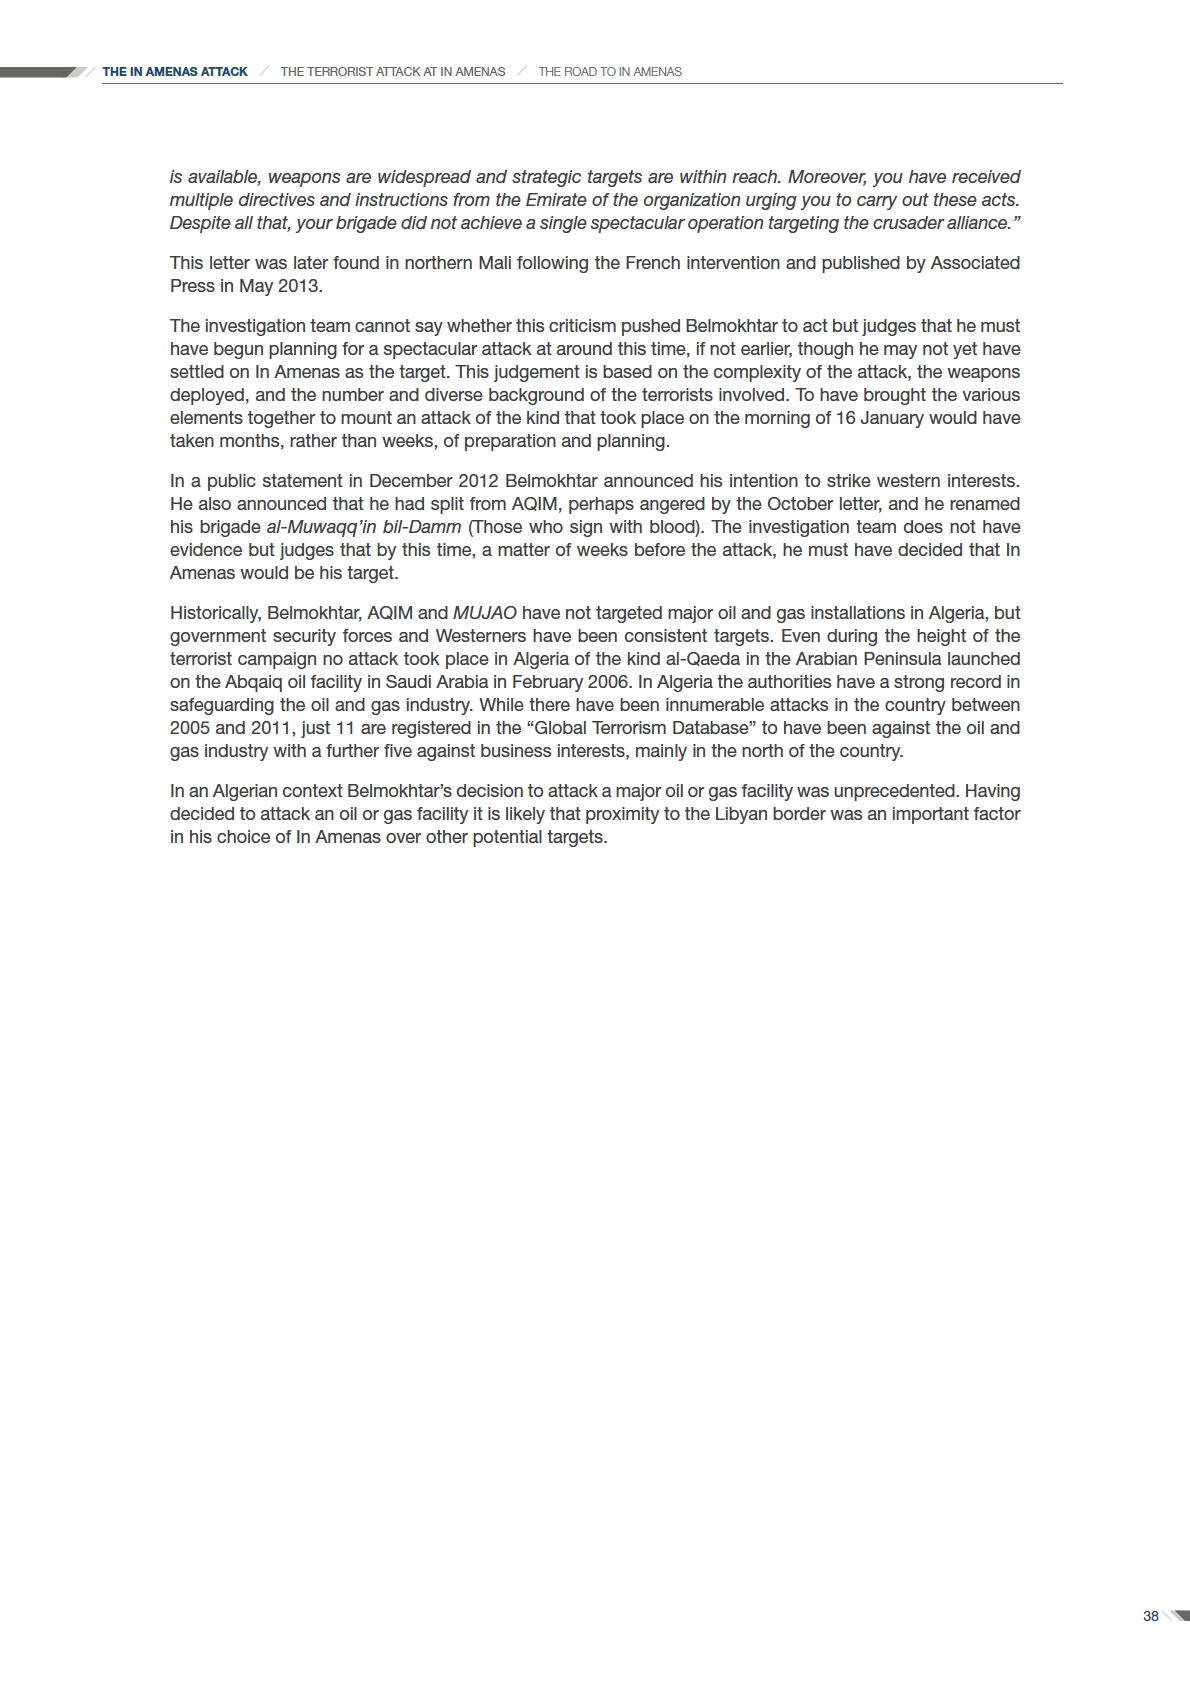 THE IN AMENAS ATTACK / THE TERRORIST ATTACK AT IN AMENAS / THE ROAD TO IN AMENAS
is available, weapons are widespread and strategic targets are within reach. Moreover, you have received
multiple directives and instructions from the Emirate of the organization urging you to carry out these acts.
Despite all that, your brigade did not achieve a single spectacular operation targeting the crusader alliance.”
This letter was later found in northern Mali following the French intervention and published by Associated
Press in May 2013.
The investigation team cannot say whether this criticism pushed Belmokhtar to act but judges that he must
have begun planning for a spectacular attack at around this time, if not earlier, though he may not yet have
settled on In Amenas as the target. This judgement is based on the complexity of the attack, the weapons
deployed, and the number and diverse background of the terrorists involved. To have brought the various
elements together to mount an attack of the kind that took place on the morning of 16 January would have
taken months, rather than weeks, of preparation and planning.
In a public statement in December 2012 Belmokhtar announced his intention to strike western interests.
He also announced that he had split from AQIM, perhaps angered by the October letter, and he renamed
his brigade al-Muwaqq’in bil-Damm (Those who sign with blood). The investigation team does not have
evidence but judges that by this time, a matter of weeks before the attack, he must have decided that In
Amenas would be his target.
Historically, Belmokhtar, AQIM and MUJAO have not targeted major oil and gas installations in Algeria, but
government security forces and Westerners have been consistent targets. Even during the height of the
terrorist campaign no attack took place in Algeria of the kind al-Qaeda in the Arabian Peninsula launched
on the Abqaiq oil facility in Saudi Arabia in February 2006. In Algeria the authorities have a strong record in
safeguarding the oil and gas industry. While there have been innumerable attacks in the country between
2005 and 2011, just 11 are registered in the “Global Terrorism Database” to have been against the oil and
gas industry with a further five against business interests, mainly in the north of the country.
In an Algerian context Belmokhtar’s decision to attack a major oil or gas facility was unprecedented. Having
decided to attack an oil or gas facility it is likely that proximity to the Libyan border was an important factor
in his choice of In Amenas over other potential targets.
38